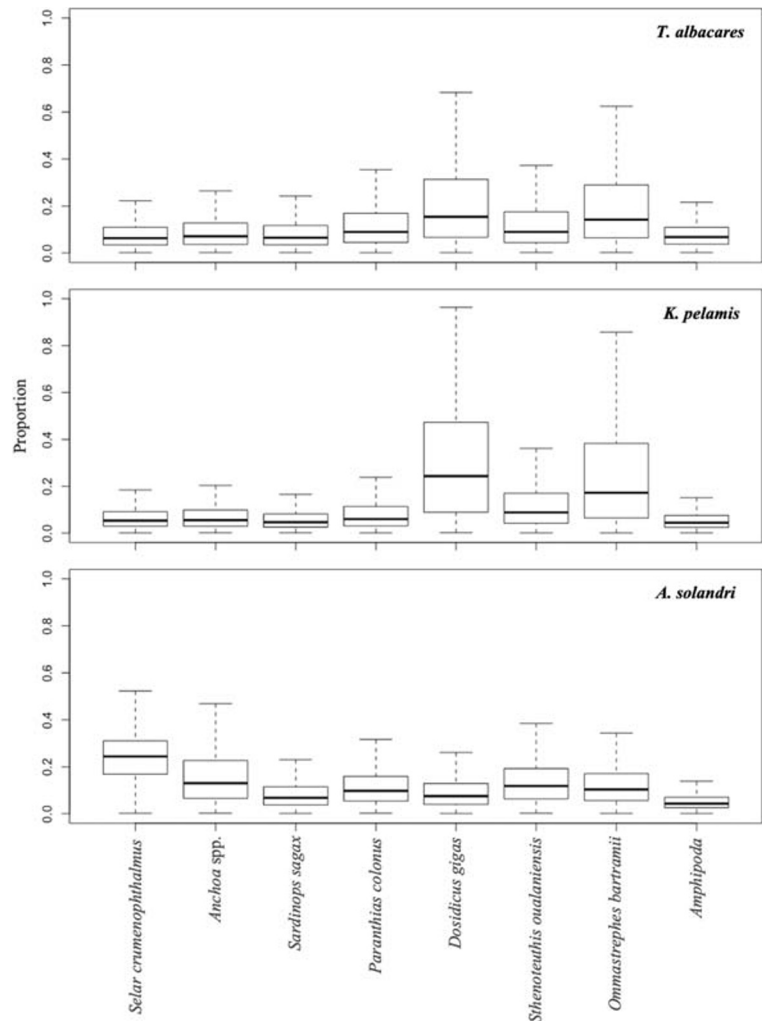 T. albacares
1.0
0.8
0.6
0.4
0.2
0.0
K. pelamis
1.0
0.8
0.6
0.4
0.2
0.0
Proportion
A. solandri
1.0
0.8
0.6
0.4
0.2
0.0
Selar crumenophthalmus
Anchoa spp.
Sardinops sagax
Paranthias colonus
Dosidicus gigas
Sthenoteuthis oualaniensis
Ommastrephes bartramii
Amphipoda